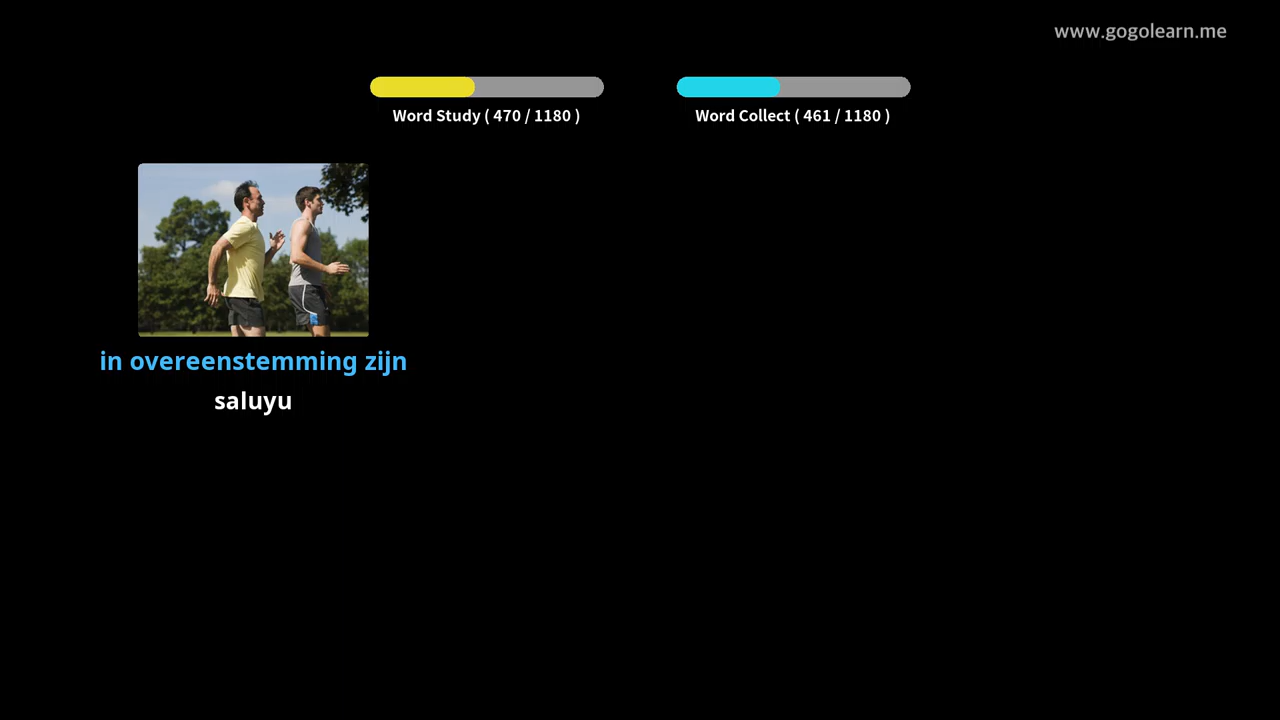 www.gogolearn.me
Word Study ( 470 / 1180 )
Word Collect ( 461 / 1180 )
in overeenstemming zijn
saluyu